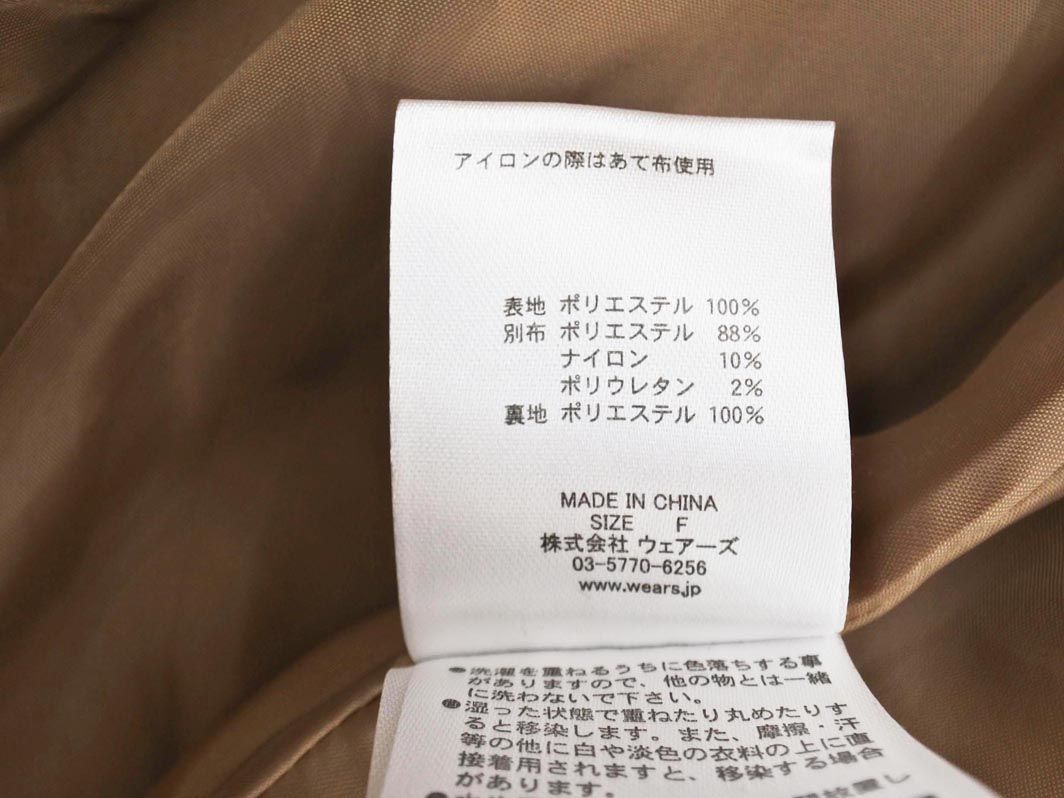 アイロンの際はあて布使用
表地 ポリエステル 100%
別布 ポリエステル 88%
ナイロン 10%
ポリウレタン 2%
裏地 ポリエステル 100%
MADE IN CHINA
SIZE F
株式会社 ウェアーズ
03-5770-6256
www.wears.jp
●洗濯を重ねるうちに色落ちする事
がありますので、他の物とは一緒
に洗わないで下さい。
●湿った状態で重ねたり丸めたりす
ると移染します。また、摩擦・汗
等の他に白や淡色の衣料の上に直
接着用されますと、移染する場合
があります。